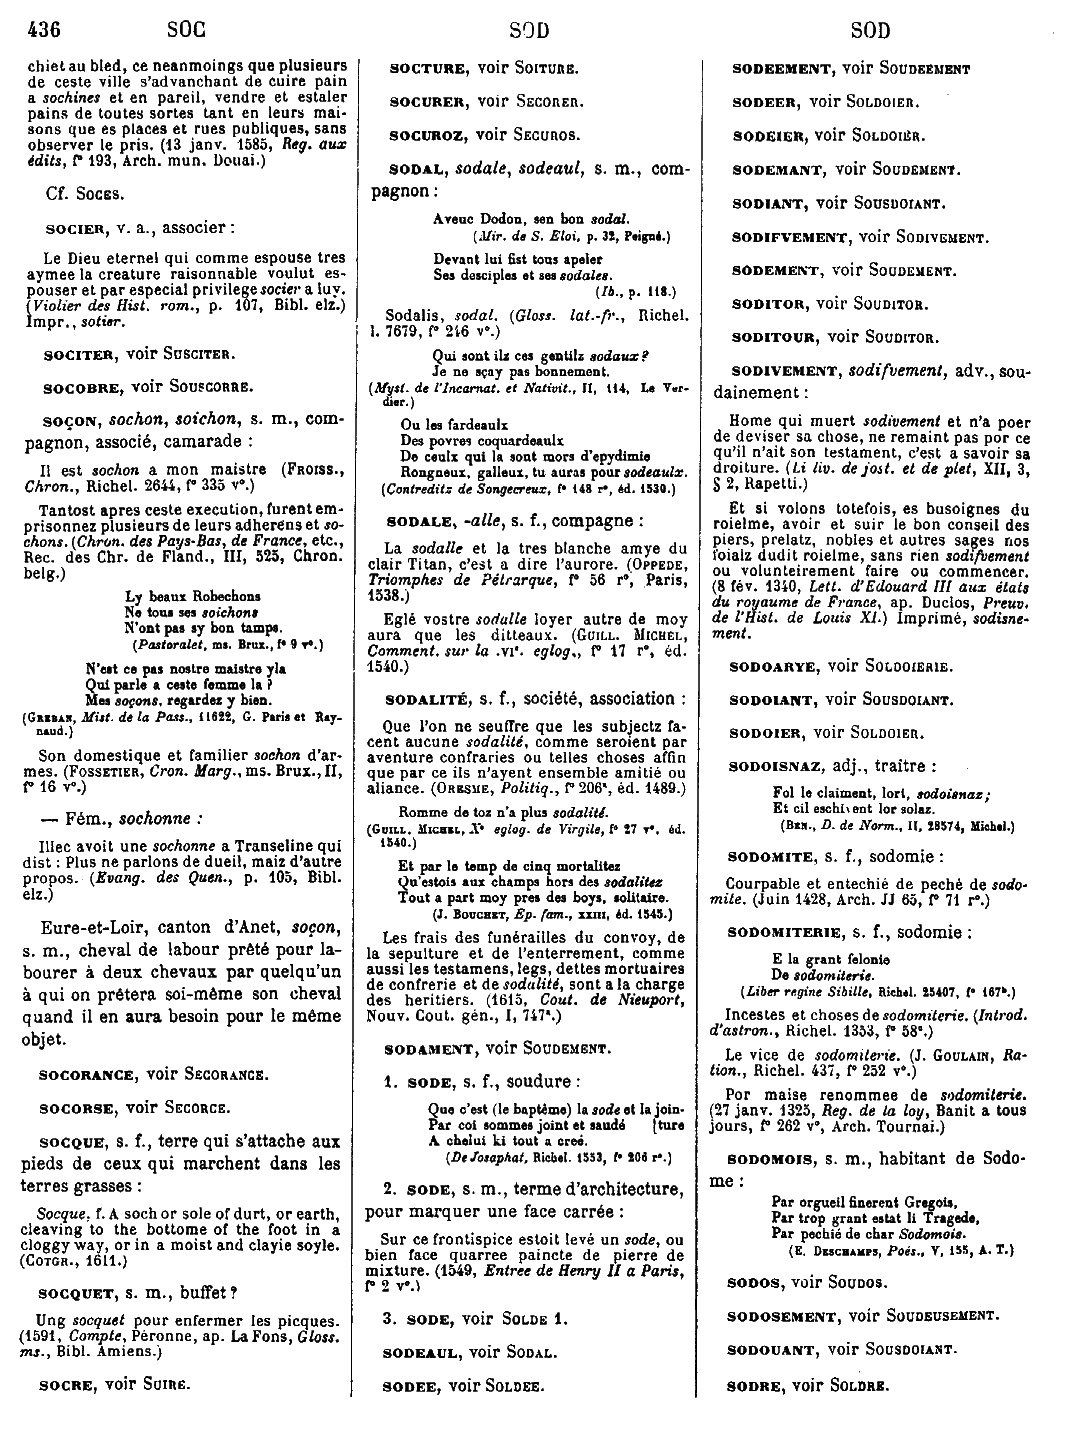 436 SOC SOD SOD
chiet au bled, ce neanmoings que plusieurs
de ceste ville s'advanchant de cuire pain
a sochines et en pareil, vendre et estaler
pains de toutes sortes tant en leurs mai-
sons que es places et rues publiques, sans
observer le pris. (13 janv. 1585, Reg. aux
édits, f° 193, Arch. mun. Douai.)
Cf. Soces.
SOCIER, v. a., associer :
Le Dieu eternel qui comme espouse tres
aymee la creature raisonnable voulut es-
pouser et par especial privilege socier a luy.
(Violier des Hist. rom., p. 107, Bibl. elz.)
Impr., sotier.
SOCITER, voir SUSCITER.
SOCOBRE, voir SOUSCORRE.
SOÇON, sochon, soichon, s. m., com-
pagnon, associé, camarade :
Il est sochon a mon maistre (FROISS.,
Chron., Richel. 2644, f° 335 v°.)
Tantost apres ceste execution, furent em-
prisonnez plusieurs de leurs adherens et so-
chons. (Chron. des Pays-Bas, de France, etc.,
Rec. des Chr. de Fland., III, 525, Chron.
belg.)
Ly beaux Robechons
Ne tous ses soichons
N'ont pas sy bon tamps.
(Pastoralet, ms. Brux., f° 9 r°.)
N'est ce pas nostre maistre yla
Qui parle a ceste femme la ?
Mes soçons, regardez y bien.
(GREBAN, Mist. de la Pass., 11622, G. Paris et Ray-
naud.)
Son domestique et familier sochon d'ar-
mes. (FOSSETIER, Cron. Marg., ms. Brux., II,
f° 16 v°.)
— Fém., sochonne :
Illec avoit une sochonne a Transeline qui
dist : Plus ne parlons de dueil, maiz d'autre
propos. (Evang. des Quen., p. 105, Bibl.
elz.)
Eure-et-Loir, canton d'Anet, soçon,
s. m., cheval de labour prêté pour la-
bourer à deux chevaux par quelqu'un
à qui on prêtera soi-même son cheval
quand il en aura besoin pour le même
objet.
SOCORANCE, voir SECORANCE.
SOCORSE, voir SECORCE.
SOCQUE, s. f., terre qui s'attache aux
pieds de ceux qui marchent dans les
terres grasses :
Socque, f. A soch or sole of durt, or earth,
cleaving to the bottome of the foot in a
cloggy way, or in a moist and clayie soyle.
(COTGR., 1611.)
SOCQUET, s. m., buffet ?
Ung socquet pour enfermer les picques.
(1591, Compte, Péronne, ap. La Fons, Gloss.
ms., Bibl. Amiens.)
SOCRE, voir SUIRE.
SOCTURE, voir SOITURE.
SOCURER, voir SECORER.
SOCUROZ, voir SECUROS.
SODAL, sodale, sodeaul, s. m., com-
pagnon :
Aveuc Dodon, sen bon sodal.
(Mir. de S. Eloi, p. 32, Peigné.)
Devant lui fist tous apeler
Ses desciples et ses sodales.
(Ib., p. 118.)
Sodalis, sodal. (Gloss. lat.-fr., Richel.
l. 7679, f° 246 v°.)
Qui sont ilz ces gentilz sodaux ?
Je ne sçay pas bonnement.
(Myst. de l'Incarnat. et Nativit., II, 114, Le Ver-
dier.)
Ou les fardeaulx
Des povres coquardeaulx
De ceulx qui la sont mors d'epydimie
Rongneux, galleux, tu auras pour sodeaulx.
(Contreditz de Songecreux, f° 148 r°, éd. 1530.)
SODALE, -alle, s. f., compagne :
La sodalle et la tres blanche amye du
clair Titan, c'est a dire l'aurore. (OPPEDE,
Triomphes de Pétrarque, f° 56 r°, Paris,
1538.)
Eglé vostre sodalle loyer autre de moy
aura que les ditteaux. (GUILL. MICHEL,
Comment. sur la .VI°. eglog., f° 17 r°, éd.
1540.)
SODALITÉ, s. f., société, association :
Que l'on ne seuffre que les subjectz fa-
cent aucune sodalité, comme seroient par
aventure confraries ou telles choses affin
que par ce ils n'ayent ensemble amitié ou
aliance. (ORESME, Politiq., f° 206ª, éd. 1489.)
Romme de toz n'a plus sodalité.
(GUILL. MICHEL, X° eglog. de Virgile, f° 27 r°, éd.
1540.)
Et par le temp de cinq mortalitez
Qu'estois aux champs hors des sodalitez
Tout a part moy pres des boys, solitaire.
(J. BOUCHET, Ep. fam., XXIII, éd. 1545.)
Les frais des funérailles du convoy, de
la sepulture et de l'enterrement, comme
aussi les testamens, legs, dettes mortuaires
de confrerie et de sodalité, sont a la charge
des heritiers. (1615, Cout. de Nieuport,
Nouv. Cout. gén., I, 747ª.)
SODAMENT, voir SOUDEMENT.
1. SODE, s. f., soudure :
Que c'est (le baptême) la sode et la join-
Par coi sommes joint et saudé [ture
A chelui ki tout a creé.
(De Josaphat, Richel. 1553, f° 206 r°.)
2. SODE, s. m., terme d'architecture,
pour marquer une face carrée :
Sur ce frontispice estoit levé un sode, ou
bien face quarree paincte de pierre de
mixture. (1549, Entree de Henry II a Paris,
f° 2 v°.)
3. SODE, voir SOLDE 1.
SODEAUL, voir SODAL.
SODEE, voir SOLDEE.
SODEEMENT, voir SOUDEEMENT
SODEER, voir SOLDOIER.
SODEIER, voir SOLDOIER.
SODEMANT, voir SOUDEMENT.
SODIANT, voir SOUSDOIANT.
SODIFVEMENT, voir SODIVEMENT.
SODEMENT, voir SOUDEMENT.
SODITOR, voir SOUDITOR.
SODITOUR, voir SOUDITOR.
SODIVEMENT, sodifvement, adv., sou-
dainement :
Home qui muert sodivement et n'a poer
de deviser sa chose, ne remaint pas por ce
qu'il n'ait son testament, c'est a savoir sa
droiture. (Li liv. de jost. et de plet, XII, 3,
§ 2, Rapetti.)
Et si volons totefois, es busoignes du
roielme, avoir et suir le bon conseil des
piers, prelatz, nobles et autres sages nos
foialz dudit roielme, sans rien sodifvement
ou volunteirement faire ou commencer.
(8 fév. 1340, Lett. d'Edouard III aux états
du royaume de France, ap. Duclos, Preuv.
de l'Hist. de Louis XI.) Imprimé, sodisne-
ment.
SODOARYE, voir SOLDOIERIE.
SODOIANT, voir SOUSDOIANT.
SODOIER, voir SOLDOIER.
SODOISNAZ, adj., traitre :
Fol le claiment, lort, sodoisnaz ;
Et cil eschivent lor solaz.
(BEN., D. de Norm., II, 28574, Michel.)
SODOMITE, s. f., sodomie :
Courpable et entechié de peché de sodo-
mite. (Juin 1428, Arch. JJ 65, f° 71 r°.)
SODOMITERIE, s. f., sodomie :
E la grant felonie
De sodomiterie.
(Liber regine Sibille, Richel. 25407, f° 167ᵇ.)
Incestes et choses de sodomiterie. (Introd.
d'astron., Richel. 1353, f° 58ª.)
Le vice de sodomiterie. (J. GOULAIN, Ra-
tion., Richel. 437, f° 252 v°.)
Por maise renommee de sodomiterie.
(27 janv. 1325, Reg. de la loy, Banit a tous
jours, f° 262 v°, Arch. Tournai.)
SODOMOIS, s. m., habitant de Sodo-
me :
Par orgueil finerent Gregois,
Par trop grant estat li Tragede,
Par pechié de char Sodomois.
(E. DESCHAMPS, Poés., V, 155, A. T.)
SODOS, voir SOUDOS.
SODOSEMENT, voir SOUDEUSEMENT.
SODOUANT, voir SOUSDOIANT.
SODRE, voir SOLDRE.